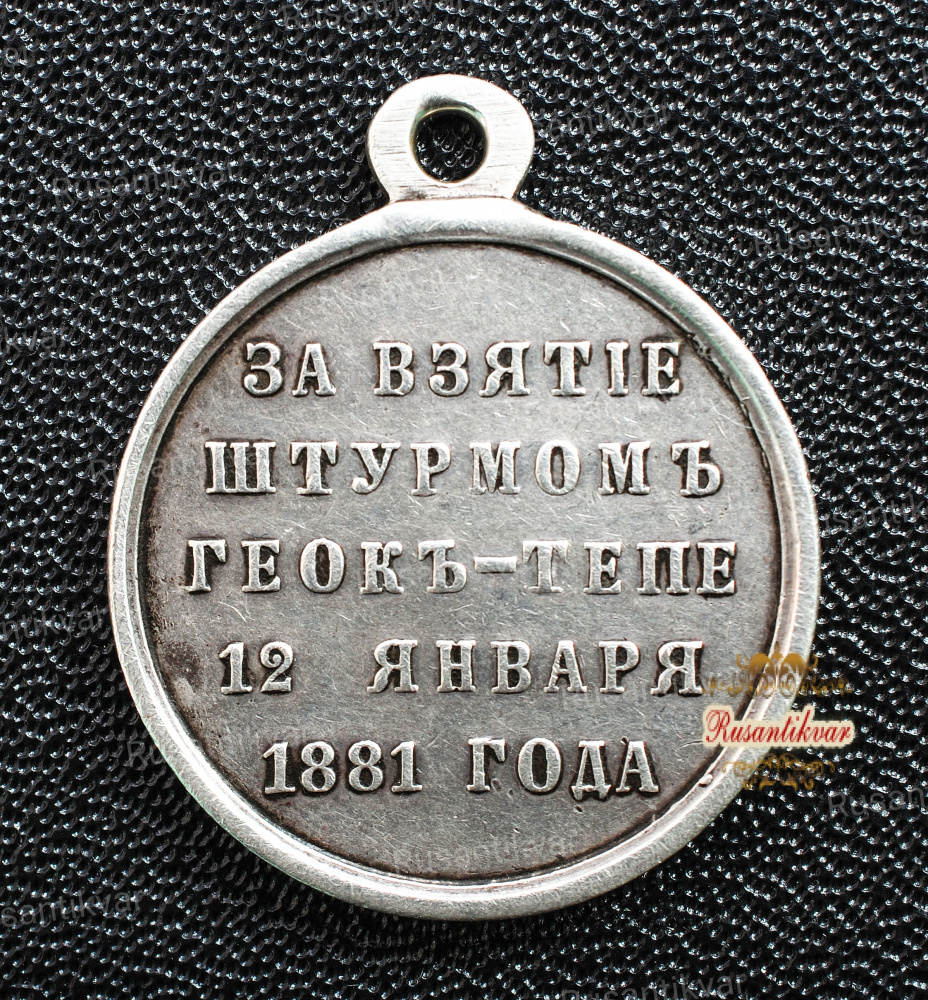 ЗА ВЗЯТІЕ
ШТУРМОМЪ
ГЕОКЪ-ТЕПЕ
12 ЯНВАРЯ
1881 ГОДА
Rusantikvar